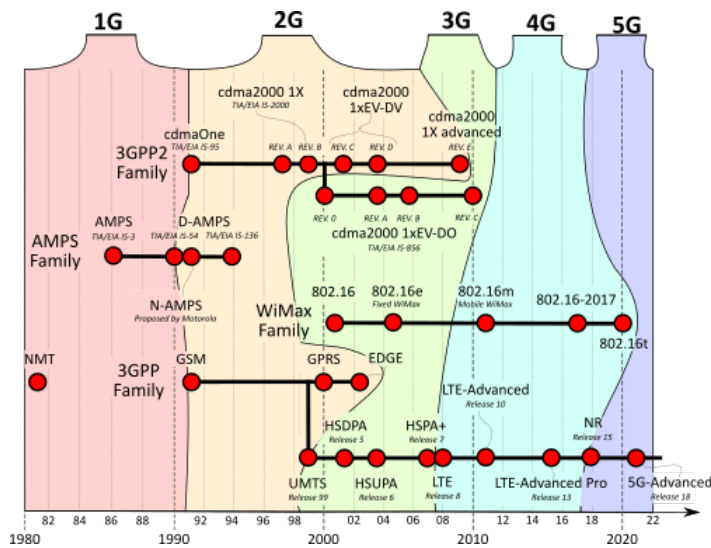 1G 2G 3G 4G 5G
cdma2000 1X
TIA/EIA IS-2000
cdma2000
1xEV-DV
cdma2000
1X advanced
cdmaOne
TIA/EIA IS-95
REV. A REV. B REV. C REV. D REV. E
3GPP2
Family
REV. 0 REV. A REV. B REV. C
cdma2000 1xEV-DO
TIA/EIA IS-856
AMPS
TIA/EIA IS-3
D-AMPS
TIA/EIA IS-54 TIA/EIA IS-136
AMPS
Family
N-AMPS
Proposed by Motorola
WiMax
Family
802.16
802.16e
Fixed WiMax
802.16m
Mobile WiMax
802.16-2017
802.16t
NMT
3GPP
Family
GSM
GPRS
EDGE
LTE-Advanced
Release 10
HSDPA
Release 5
HSPA+
Release 7
NR
Release 15
UMTS
Release 99
HSUPA
Release 6
LTE
Release 8
LTE-Advanced Pro
Release 13
5G-Advanced
Release 18
82 84 86 88 92 94 96 98 02 04 06 08 12 14 16 18 22
1980 1990 2000 2010 2020